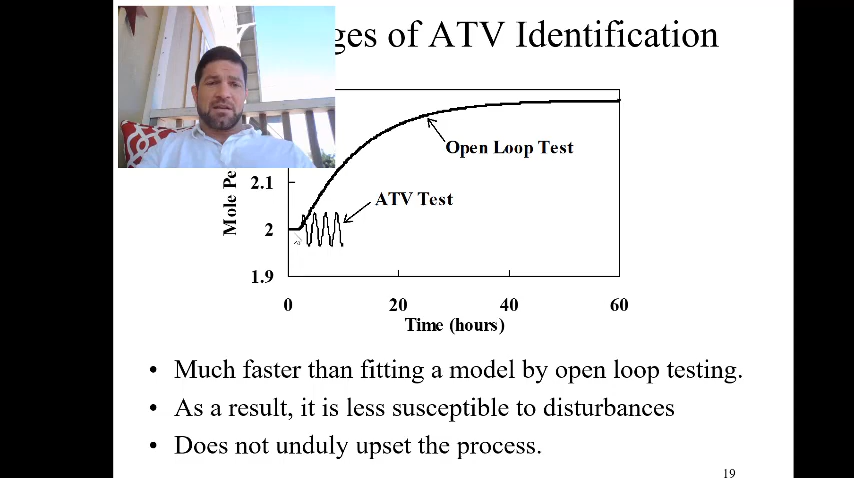 ges of ATV Identification
Open Loop Test
2.1
ATV Test
Mole Pe
2
1.9
0 20 40 60
Time (hours)
• Much faster than fitting a model by open loop testing.
• As a result, it is less susceptible to disturbances
• Does not unduly upset the process.
19